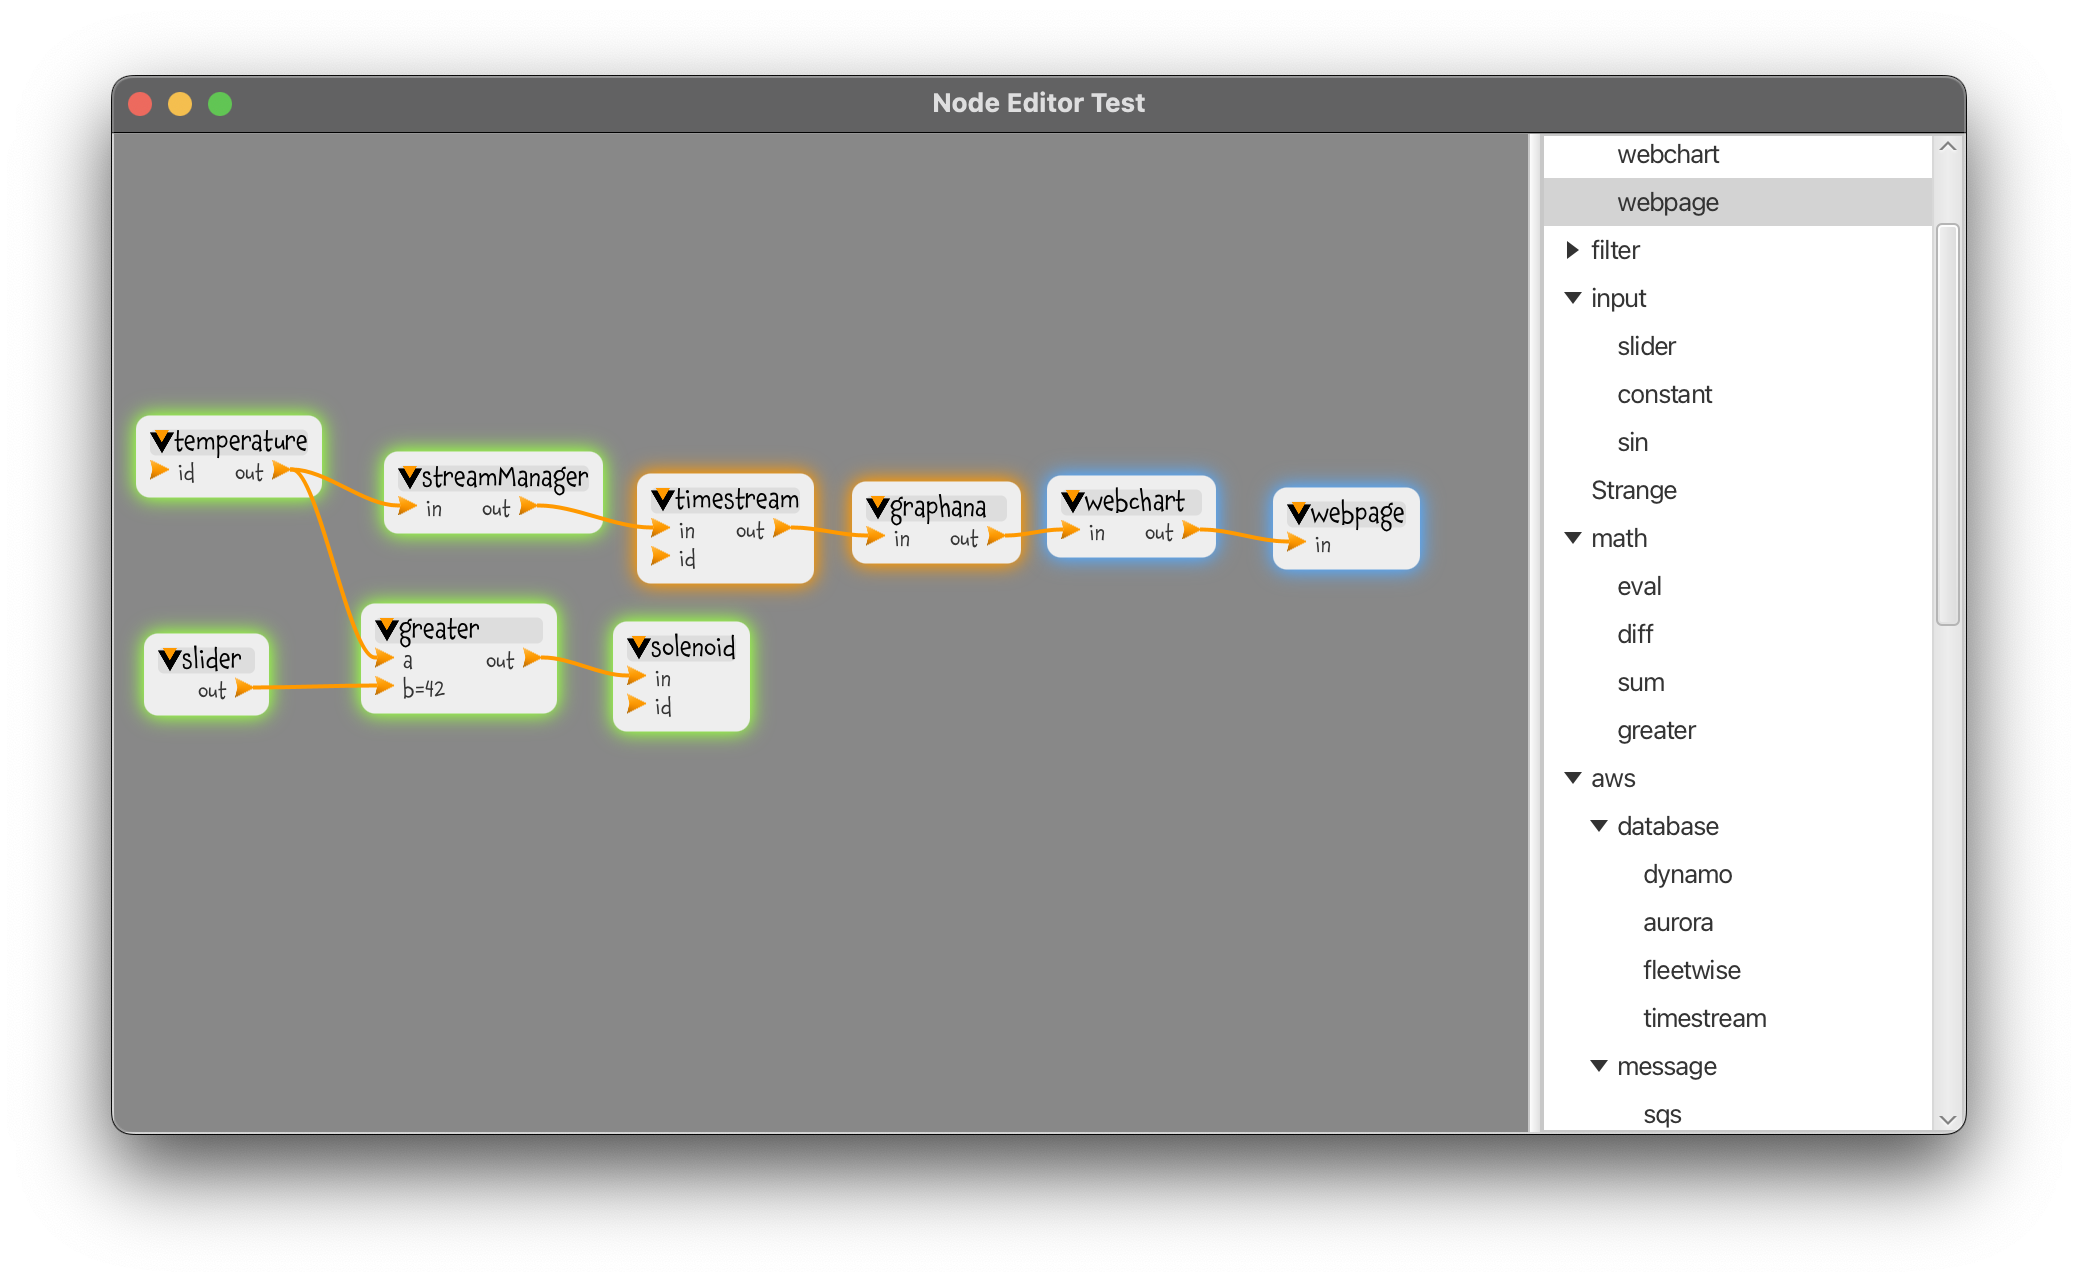 Node Editor Test
temperature
id out
streamManager
in out
timestream
in out
id
graphana
in out
webchart
in out
webpage
in
slider
out
greater
a out
b=42
solenoid
in
id
webchart
webpage
filter
input
slider
constant
sin
Strange
math
eval
diff
sum
greater
aws
database
dynamo
aurora
fleetwise
timestream
message
sqs